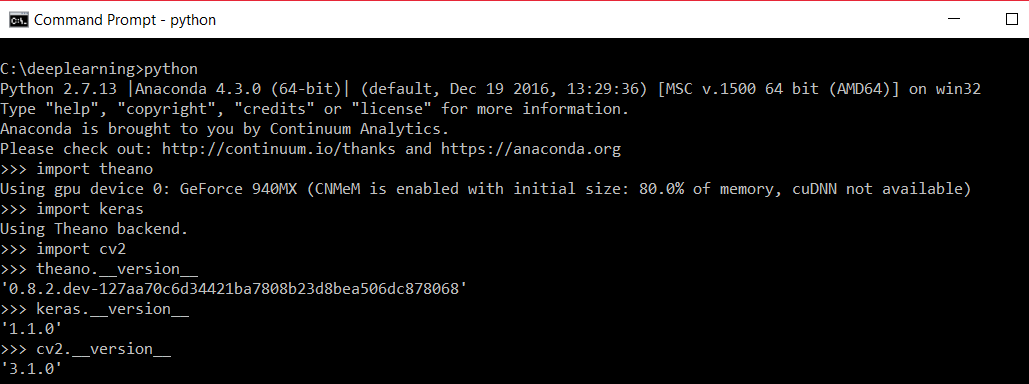 Command Prompt - python
C:\deeplearning>python
Python 2.7.13 |Anaconda 4.3.0 (64-bit)| (default, Dec 19 2016, 13:29:36) [MSC v.1500 64 bit (AMD64)] on win32
Type "help", "copyright", "credits" or "license" for more information.
Anaconda is brought to you by Continuum Analytics.
Please check out: http://continuum.io/thanks and https://anaconda.org
>>> import theano
Using gpu device 0: GeForce 940MX (CNMeM is enabled with initial size: 80.0% of memory, cuDNN not available)
>>> import keras
Using Theano backend.
>>> import cv2
>>> theano.__version__
'0.8.2.dev-127aa70c6d34421ba7808b23d8bea506dc878068'
>>> keras.__version__
'1.1.0'
>>> cv2.__version__
'3.1.0'